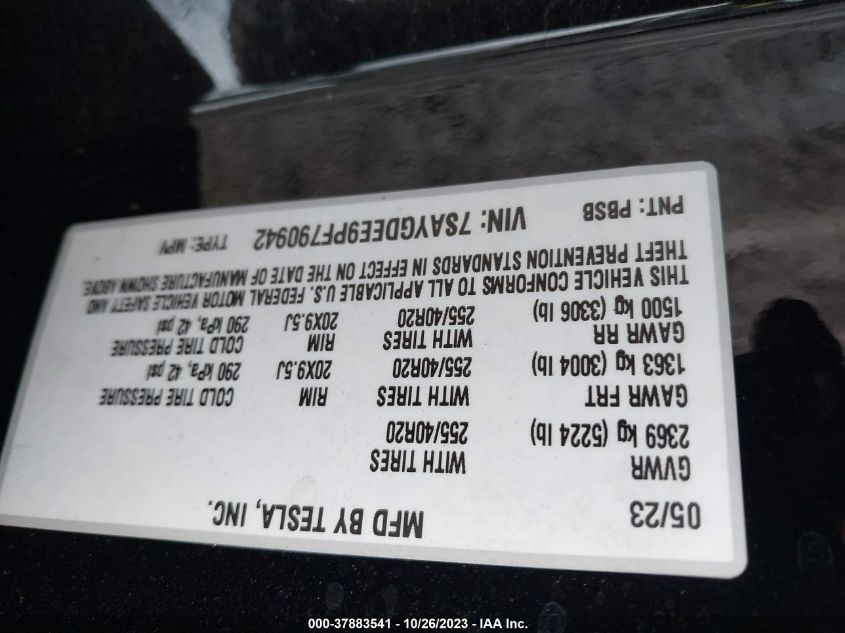 05/23 MFD BY TESLA, INC.
GVWR WITH TIRES
2369 kg (5224 lb) 255/40R20
GAWR FRT WITH TIRES RIM COLD TIRE PRESSURE
1363 kg (3004 lb) 255/40R20 20X9.5J 290 kPa, 42 psi
GAWR RR WITH TIRES RIM COLD TIRE PRESSURE
1500 kg (3306 lb) 255/40R20 20X9.5J 290 kPa, 42 psi
THIS VEHICLE CONFORMS TO ALL APPLICABLE U.S. FEDERAL MOTOR VEHICLE SAFETY AND
THEFT PREVENTION STANDARDS IN EFFECT ON THE DATE OF MANUFACTURE SHOWN ABOVE.
PNT: PBSB VIN: 7SAYGDEE9PF790942 TYPE: MPV
000-37883541 - 10/26/2023 - IAA Inc.